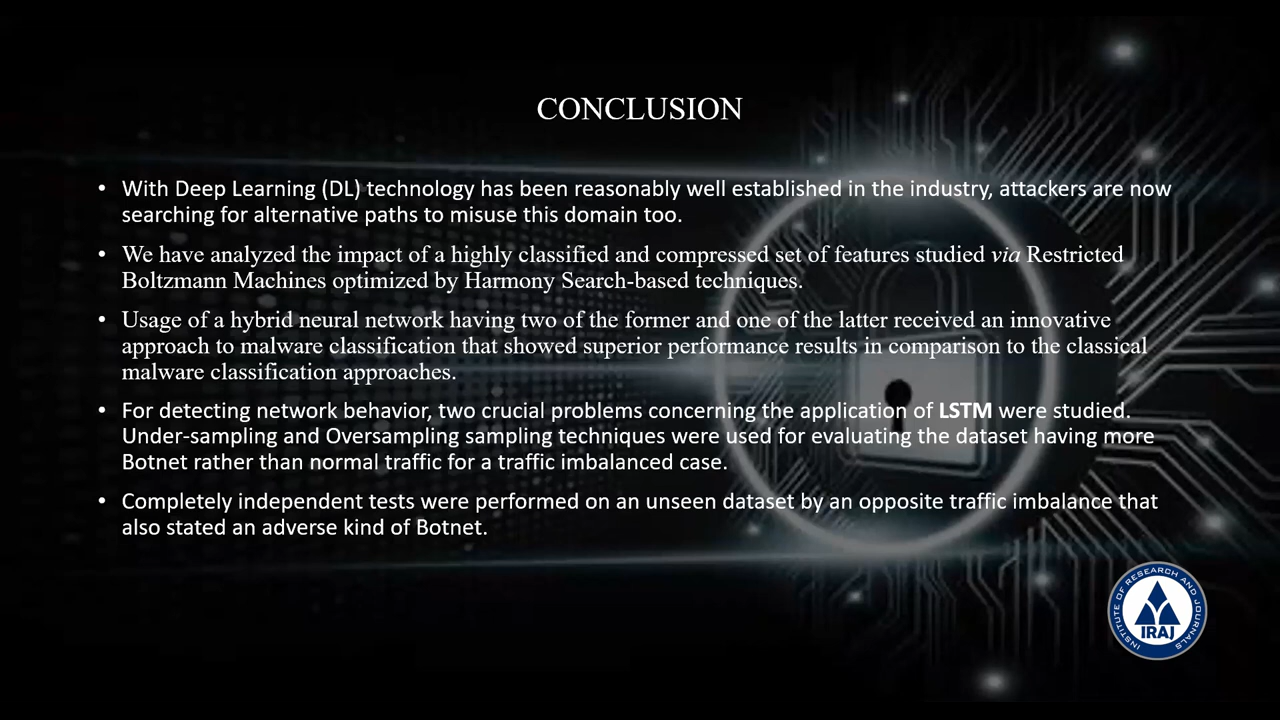 CONCLUSION
• With Deep Learning (DL) technology has been reasonably well established in the industry, attackers are now
searching for alternative paths to misuse this domain too.
• We have analyzed the impact of a highly classified and compressed set of features studied via Restricted
Boltzmann Machines optimized by Harmony Search-based techniques.
• Usage of a hybrid neural network having two of the former and one of the latter received an innovative
approach to malware classification that showed superior performance results in comparison to the classical
malware classification approaches.
• For detecting network behavior, two crucial problems concerning the application of LSTM were studied.
Under-sampling and Oversampling sampling techniques were used for evaluating the dataset having more
Botnet rather than normal traffic for a traffic imbalanced case.
• Completely independent tests were performed on an unseen dataset by an opposite traffic imbalance that
also stated an adverse kind of Botnet.
INSTITUTE OF RESEARCH AND JOURNALS
IRAJ